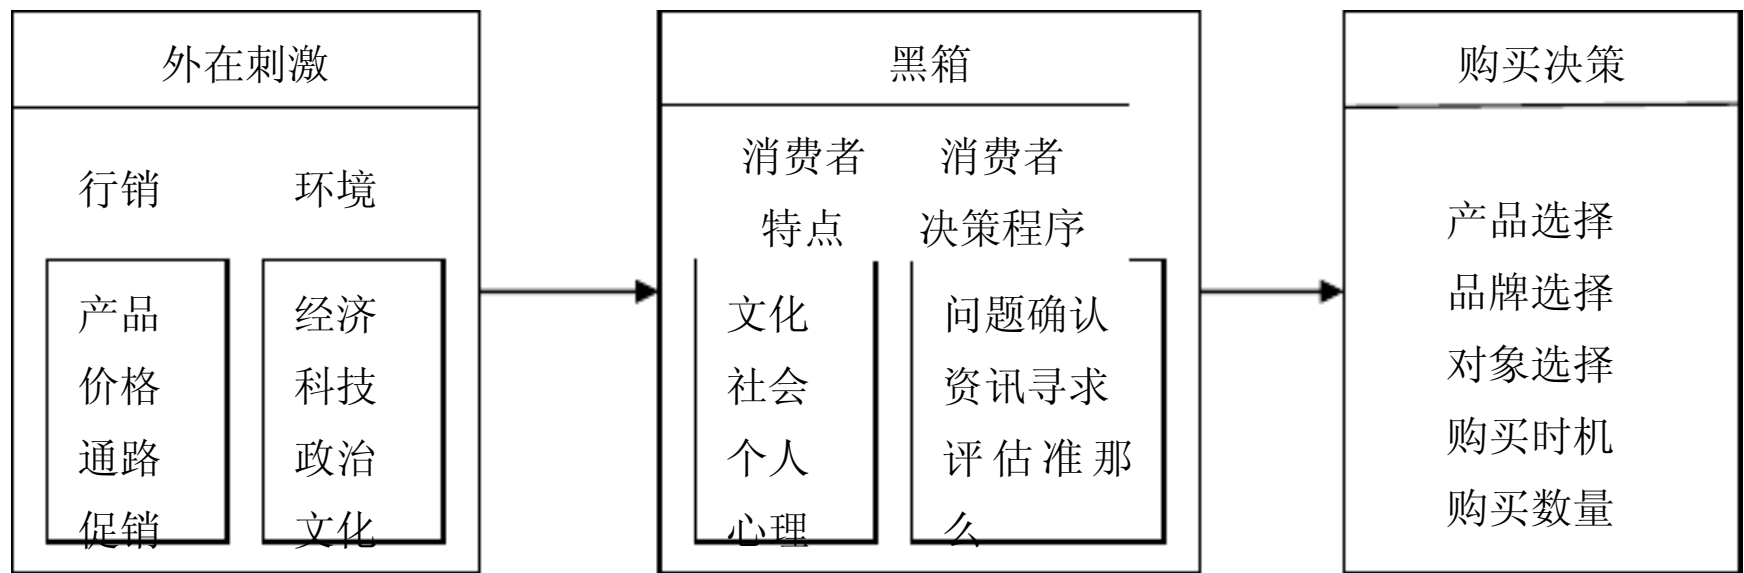 外在刺激
行销
环境
产品
价格
通路
促销
经济
科技
政治
文化
黑箱
消费者
特点
消费者
决策程序
文化
社会
个人
心理
问题确认
资讯寻求
评估准那
么
购买决策
产品选择
品牌选择
对象选择
购买时机
购买数量